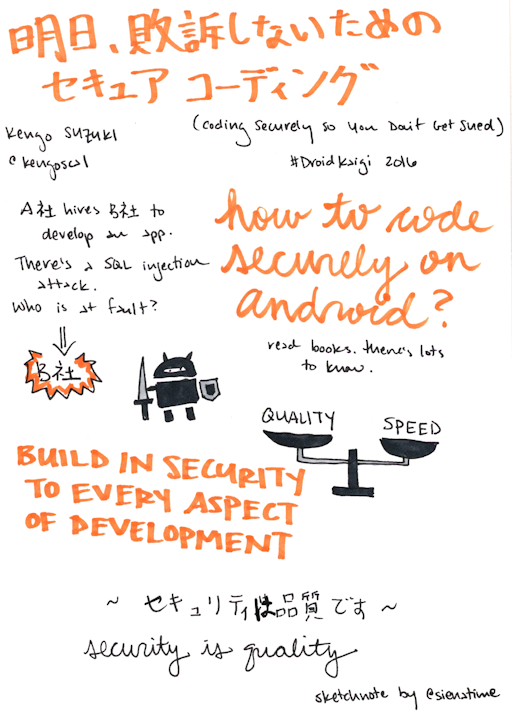 明日、敗訴しないための
セキュア コーディング
Kengo Suzuki
@kengoscal
(Coding Securely so You Don't Get Sued)
#DroidKaigi 2016
A社 hires B社 to
develop an app.
There's a SQL injection
attack.
Who is at fault?
B社
how to code
securely on
android?
read books. there's lots
to know.
QUALITY
SPEED
BUILD IN SECURITY
TO EVERY ASPECT
OF DEVELOPMENT
~ セキュリティは品質です ~
security is quality
sketchnote by @sienatime